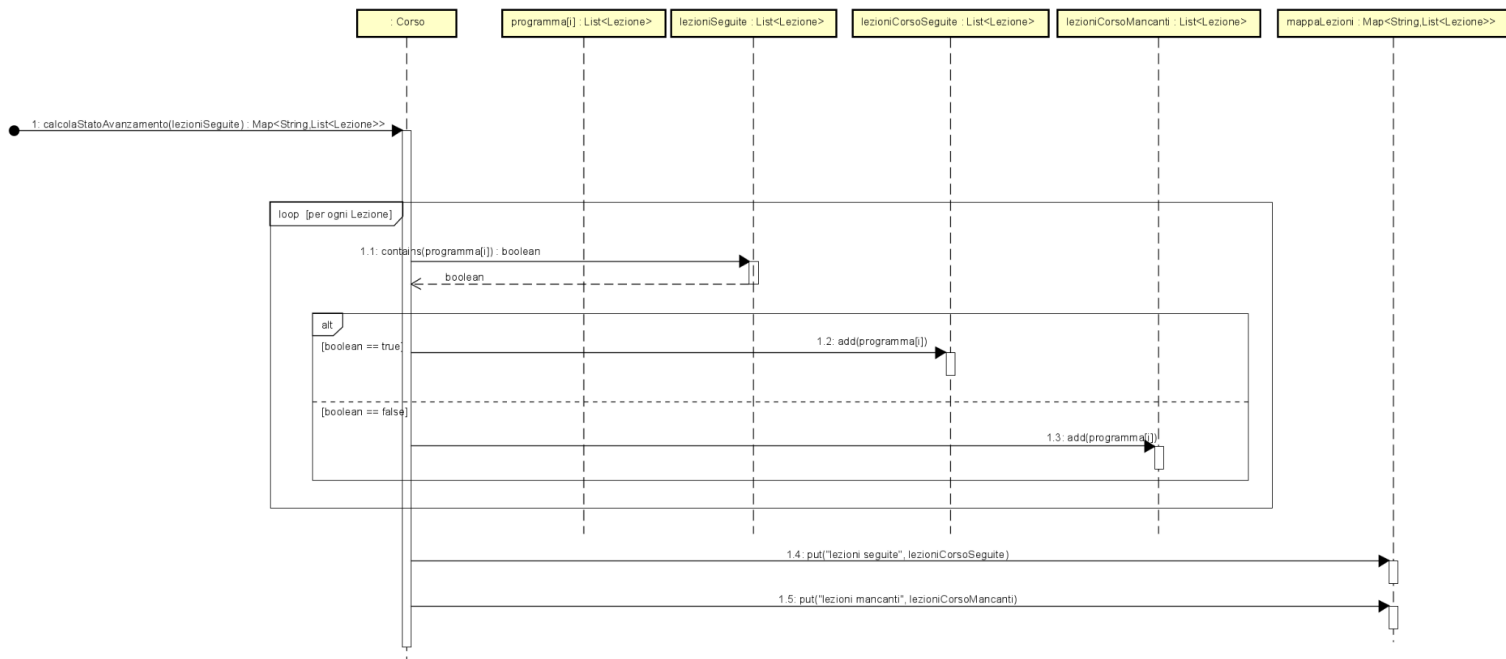 : Corso
programma[i] : List<Lezione>
lezioniSeguite : List<Lezione>
lezioniCorsoSeguite : List<Lezione>
lezioniCorsoMancanti : List<Lezione>
mappaLezioni : Map<String,List<Lezione>>
1: calcolaStatoAvanzamento(lezioniSeguite) : Map<String,List<Lezione>>
loop [per ogni Lezione]
1.1: contains(programma[i]) : boolean
boolean
alt
[boolean == true]
1.2: add(programma[i])
[boolean == false]
1.3: add(programma[i])
1.4: put("lezioni seguite", lezioniCorsoSeguite)
1.5: put("lezioni mancanti", lezioniCorsoMancanti)